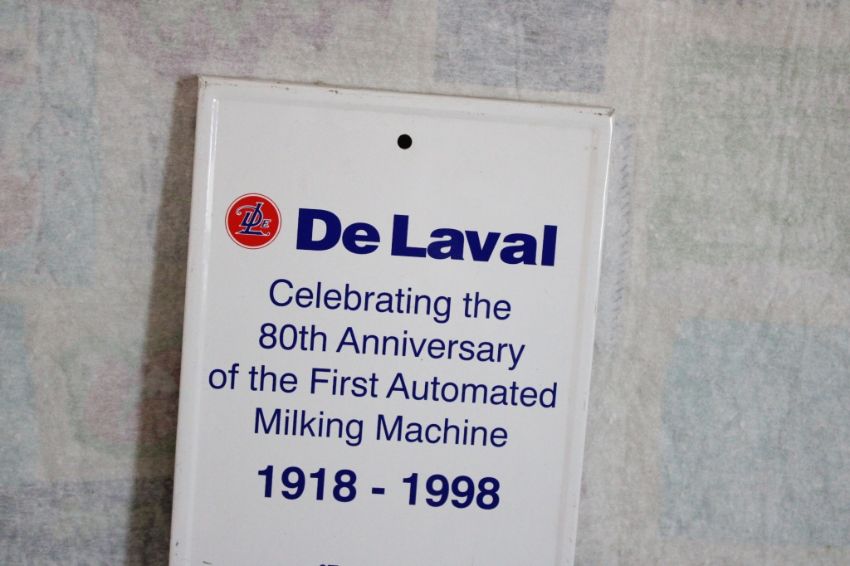 De Laval
Celebrating the
80th Anniversary
of the First Automated
Milking Machine
1918 - 1998